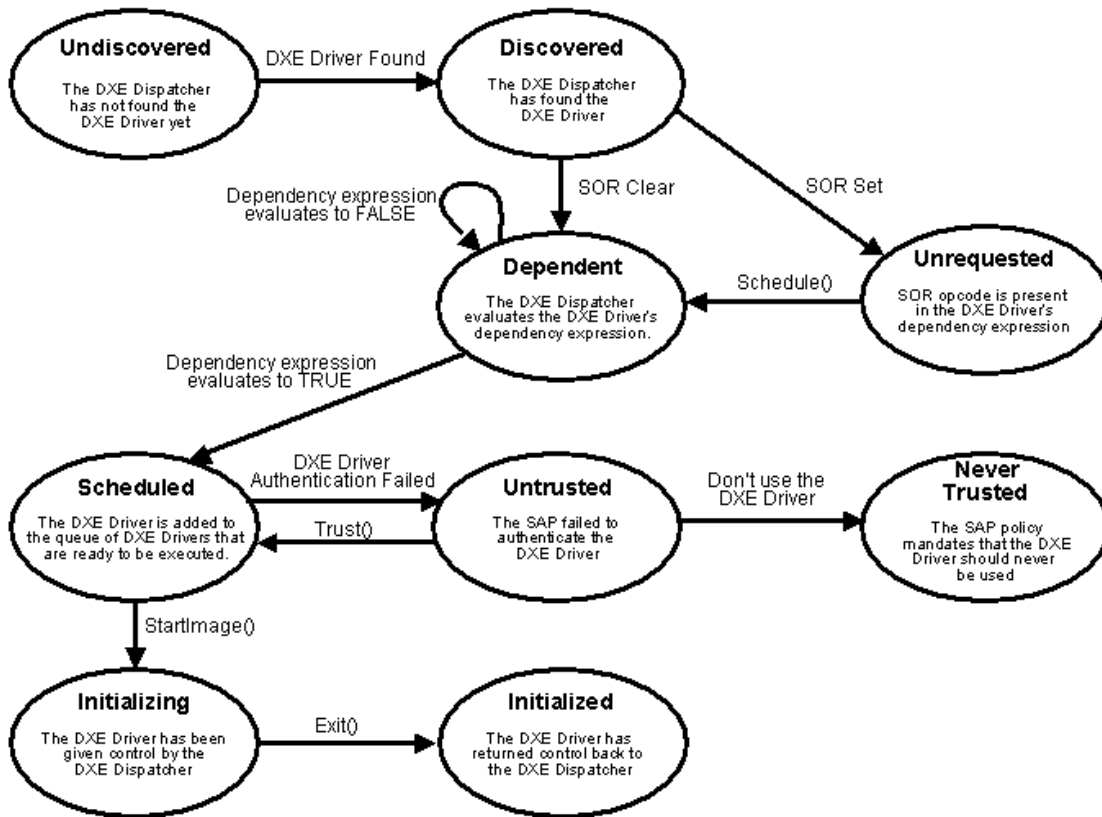 Undiscovered
The DXE Dispatcher
has not found the
DXE Driver yet
DXE Driver Found
Discovered
The DXE Dispatcher
has found the
DXE Driver
SOR Clear
SOR Set
Dependency expression
evaluates to FALSE
Dependent
The DXE Dispatcher
evaluates the DXE Driver's
dependency expression.
Schedule()
Unrequested
SOR opcode is present
in the DXE Driver's
dependency expression
Dependency expression
evaluates to TRUE
Scheduled
The DXE Driver is added to
the queue of DXE Drivers that
are ready to be executed.
DXE Driver
Authentication Failed
Trust()
Untrusted
The SAP failed to
authenticate the
DXE Driver
Don't use the
DXE Driver
Never
Trusted
The SAP policy
mandates that the DXE
Driver should never
be used
StartImage()
Initializing
The DXE Driver has been
given control by the
DXE Dispatcher
Exit()
Initialized
The DXE Driver has
returned control back to
the DXE Dispatcher